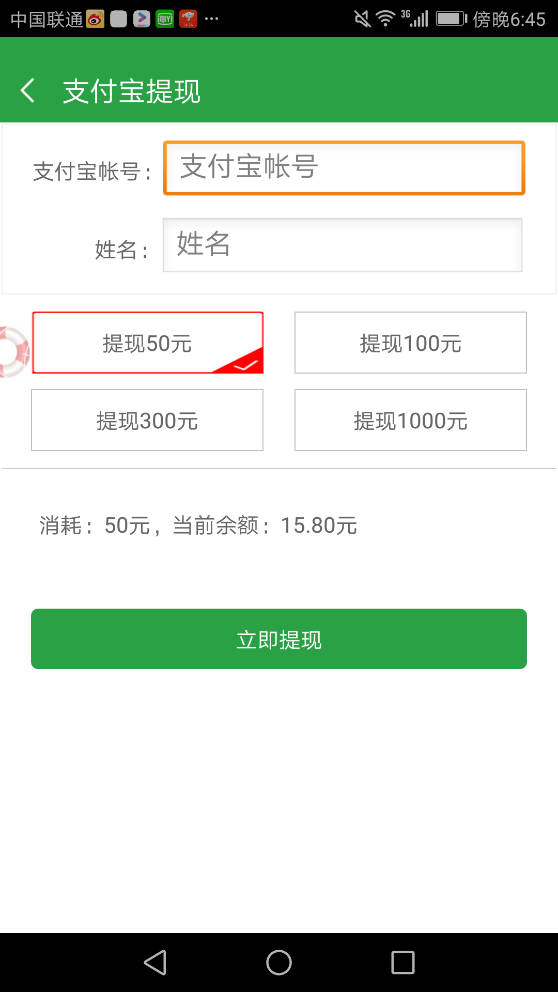 中国联通 3G 傍晚6:45
支付宝提现
支付宝帐号: 支付宝帐号
姓名: 姓名
提现50元 提现100元
提现300元 提现1000元
消耗: 50元, 当前余额: 15.80元
立即提现